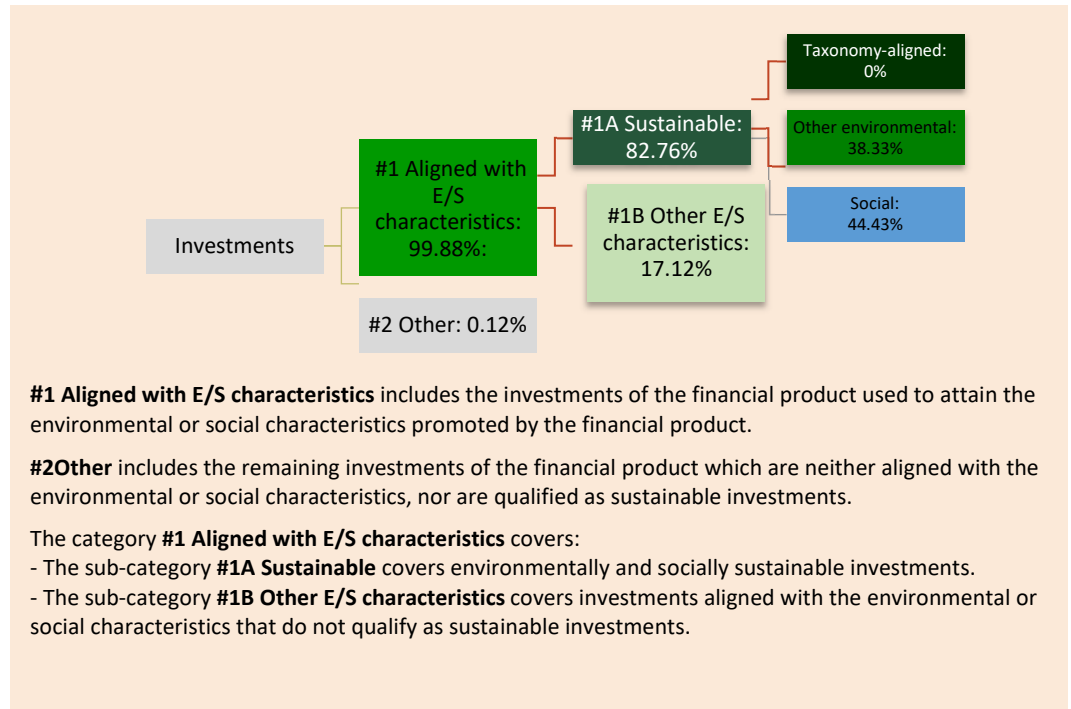 Taxonomy-aligned:
0%
#1A Sustainable:
82.76%
Other environmental:
38.33%
#1 Aligned with
E/S
characteristics:
99.88%:
#1B Other E/S
characteristics:
17.12%
Social:
44.43%
Investments
#2 Other: 0.12%
#1 Aligned with E/S characteristics includes the investments of the financial product used to attain the
environmental or social characteristics promoted by the financial product.
#2Other includes the remaining investments of the financial product which are neither aligned with the
environmental or social characteristics, nor are qualified as sustainable investments.
The category #1 Aligned with E/S characteristics covers:
- The sub-category #1A Sustainable covers environmentally and socially sustainable investments.
- The sub-category #1B Other E/S characteristics covers investments aligned with the environmental or
social characteristics that do not qualify as sustainable investments.